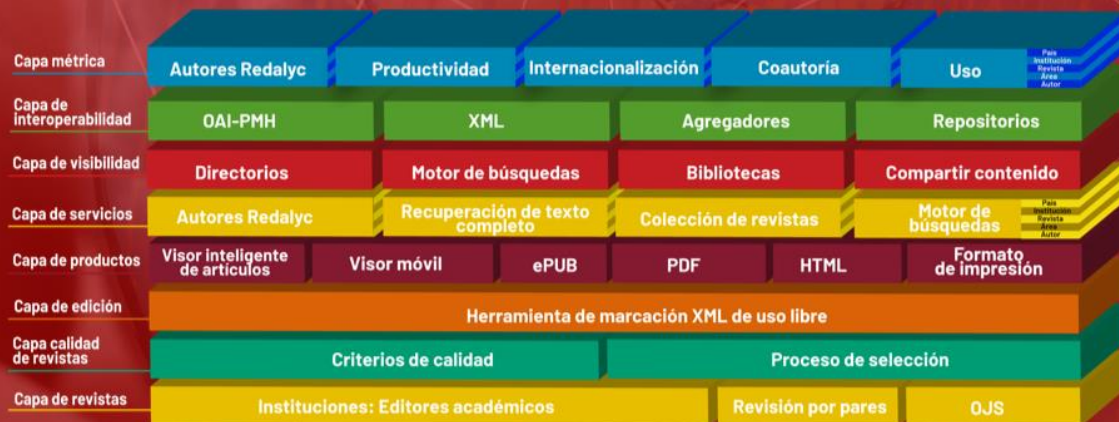 Capa métrica
Autores Redalyc
Productividad
Internacionalización
Coautoría
Uso
País
Institución
Revista
Área
Autor
Capa de
interoperabilidad
OAI-PMH
XML
Agregadores
Repositorios
Capa de visibilidad
Directorios
Motor de búsquedas
Bibliotecas
Compartir contenido
Capa de servicios
Autores Redalyc
Recuperación de texto
completo
Colección de revistas
Motor de
búsquedas
País
Institución
Revista
Área
Autor
Capa de productos
Visor inteligente
de artículos
Visor móvil
ePUB
PDF
HTML
Formato
de impresión
Capa de edición
Herramienta de marcación XML de uso libre
Capa calidad
de revistas
Criterios de calidad
Proceso de selección
Capa de revistas
Instituciones: Editores académicos
Revisión por pares
OJS